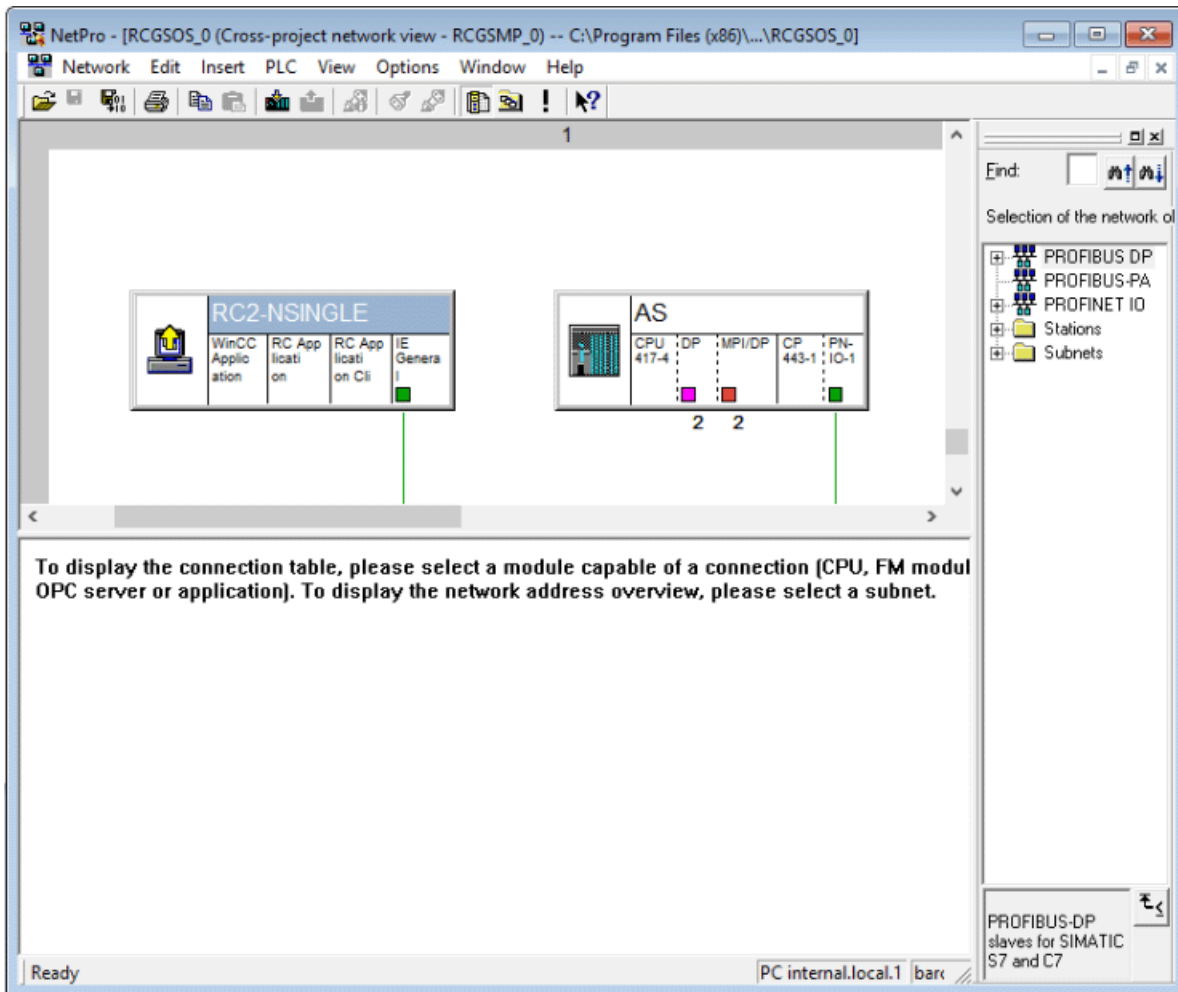 NetPro - [RCGSOS_0 (Cross-project network view - RCGSMP_0) -- C:\Program Files (x86)\...\RCGSOS_0]
Network Edit Insert PLC View Options Window Help
1
Find:
Selection of the network ol
PROFIBUS DP
PROFIBUS-PA
PROFINET IO
Stations
Subnets
RC2-NSINGLE
WinCC
Applic
ation
RC App
licati
on
RC App
licati
on Cli
IE
Genera
l
AS
CPU
417-4
DP
MPI/DP
CP
443-1
PN-
IO-1
2 2
To display the connection table, please select a module capable of a connection (CPU, FM modul
OPC server or application). To display the network address overview, please select a subnet.
PROFIBUS-DP
slaves for SIMATIC
S7 and C7
Ready
PC internal.local.1